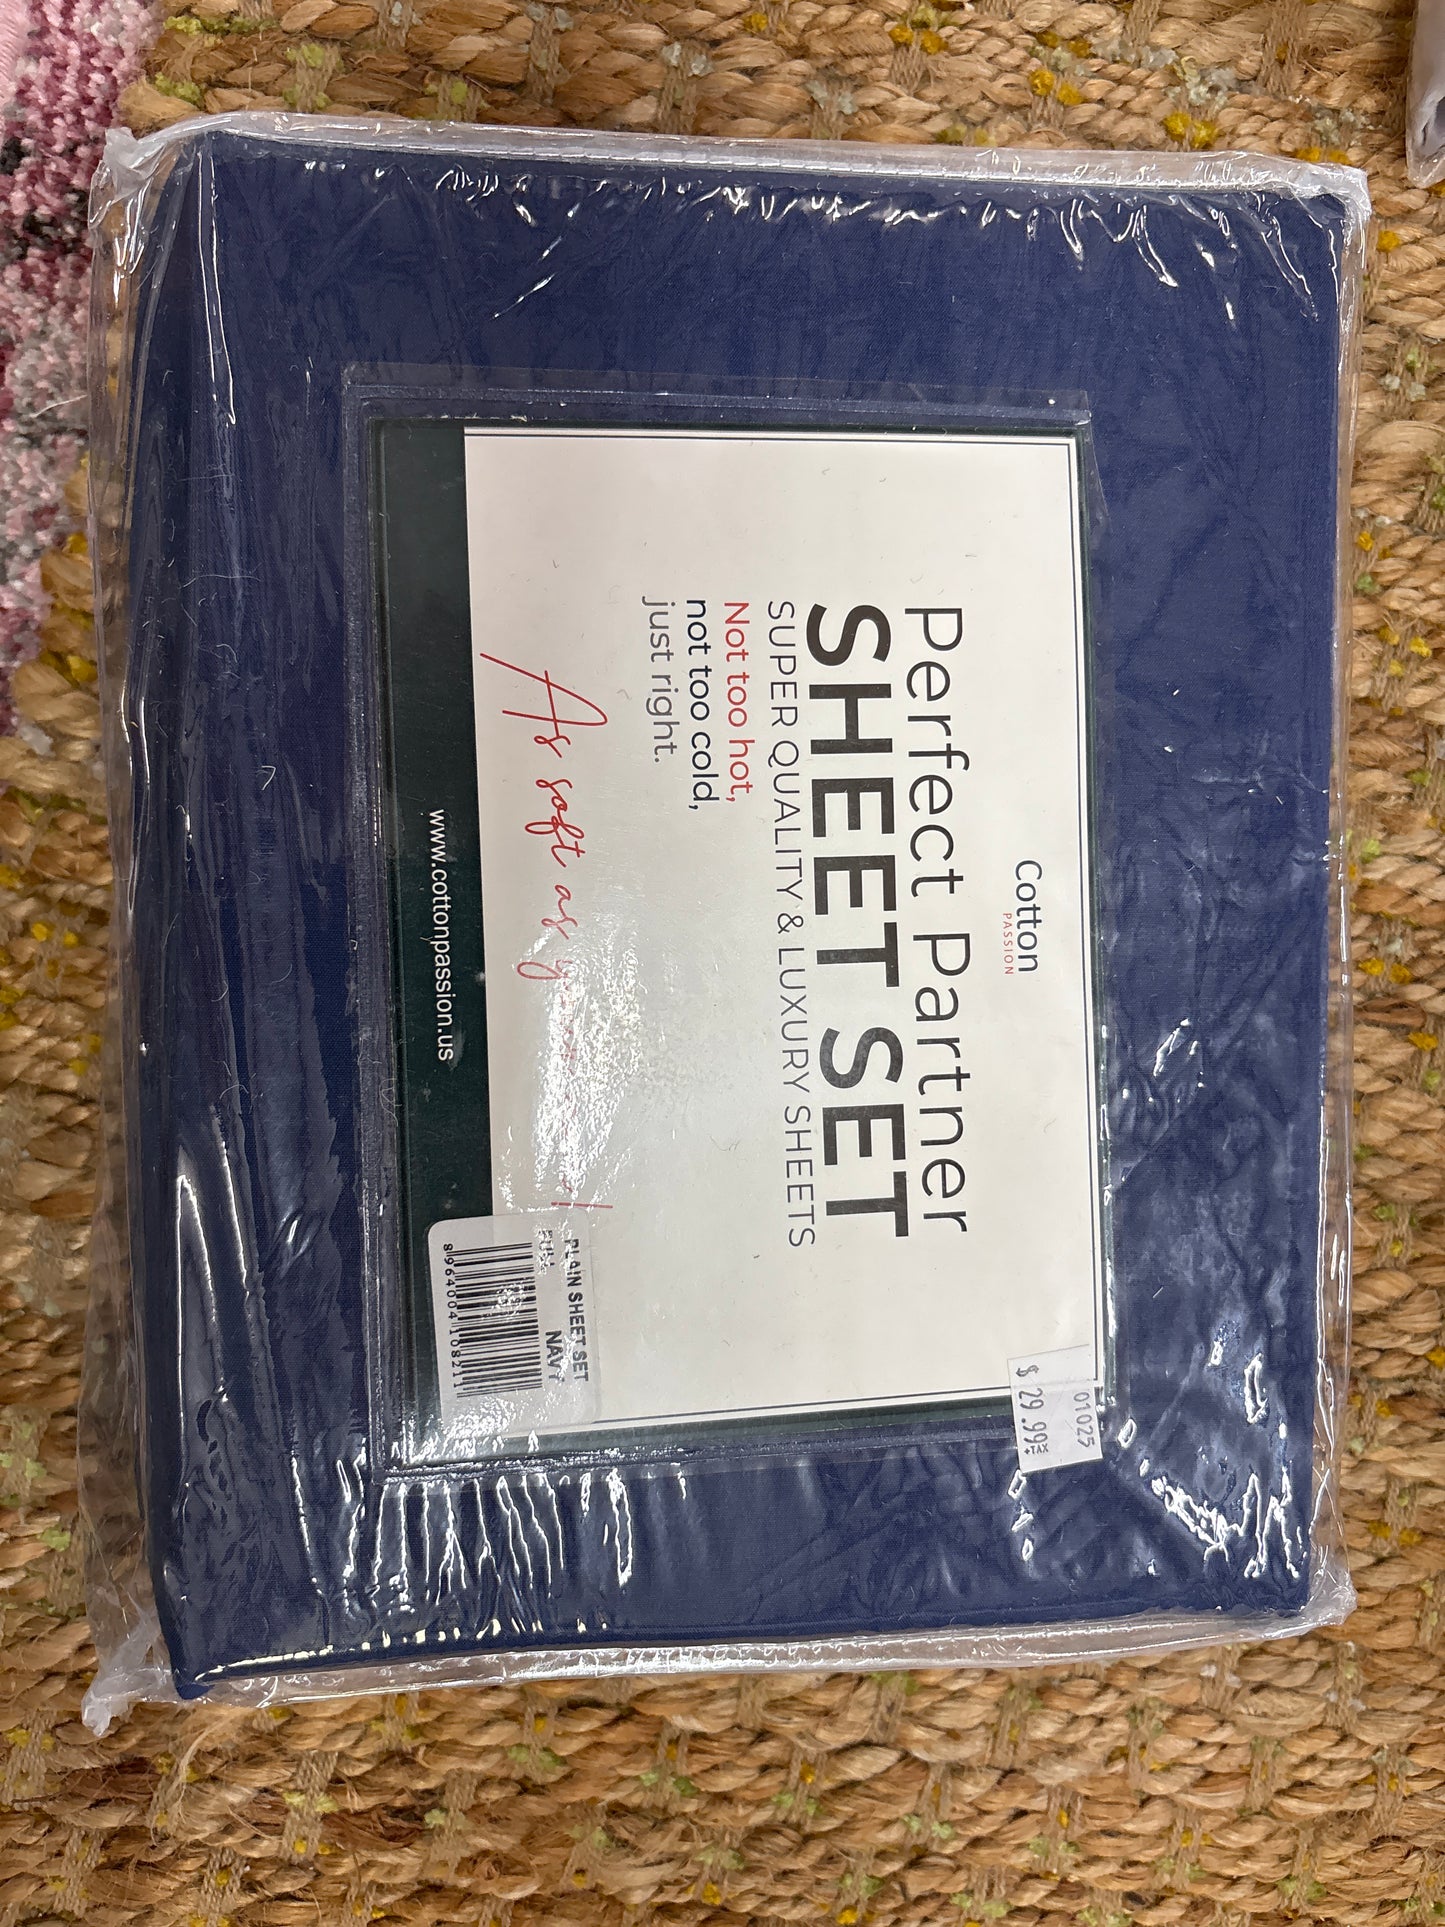 Cotton
PASSION
Perfect Partner
SHEET SET
SUPER QUALITY & LUXURY SHEETS
Not too hot,
not too cold,
just right.
As soft as
www.cottonpassion.us
PLAIN SHEET SET
FULL NAVY
8964004108211
01025
$29.99
+TAX